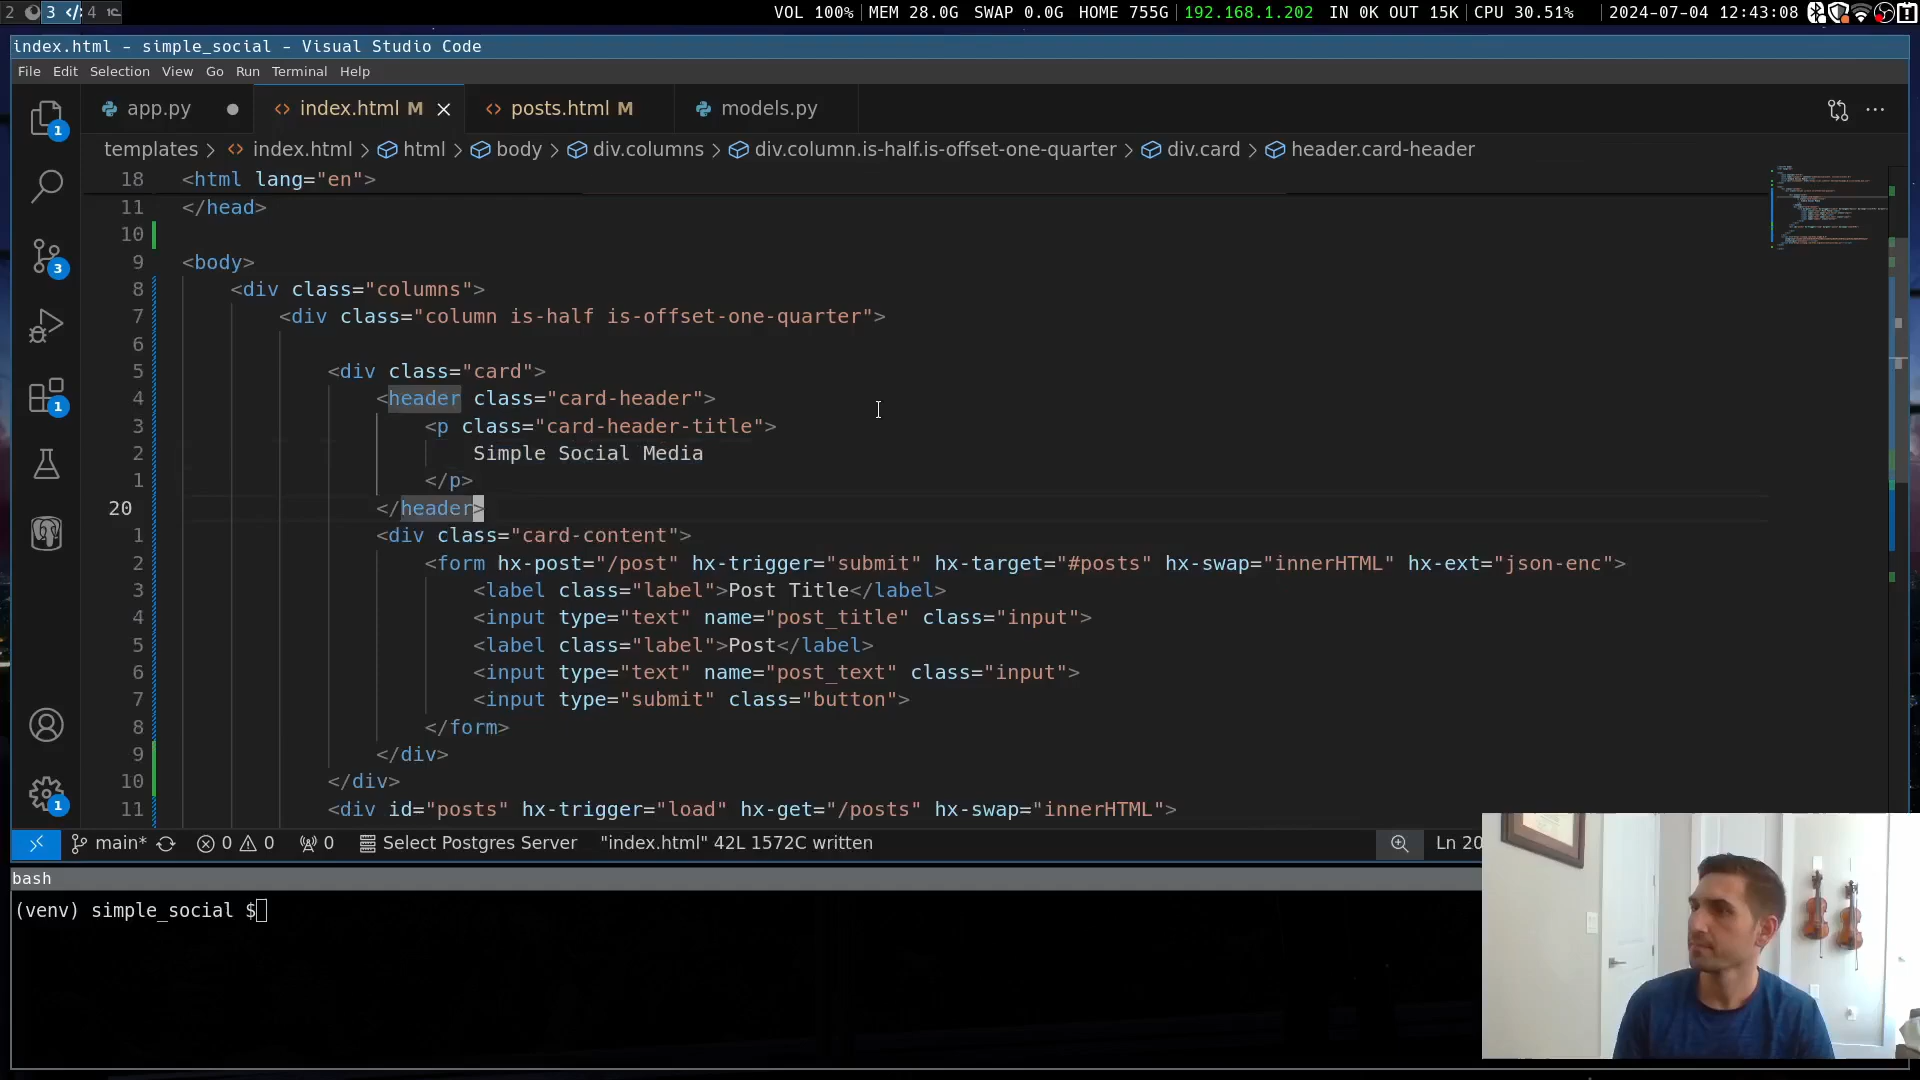 2 3 4
VOL 100% MEM 28.0G SWAP 0.0G HOME 755G 192.168.1.202 IN 0K OUT 15K CPU 30.51% 2024-07-04 12:43:08
index.html - simple_social - Visual Studio Code
File Edit Selection View Go Run Terminal Help
app.py index.html M posts.html M models.py
templates > index.html > html > body > div.columns > div.column.is-half.is-offset-one-quarter > div.card > header.card-header
18 <html lang="en">
11 </head>
10
9 <body>
8 <div class="columns">
7 <div class="column is-half is-offset-one-quarter">
6
5 <div class="card">
4 <header class="card-header">
3 <p class="card-header-title">
2 Simple Social Media
1 </p>
20 </header>
1 <div class="card-content">
2 <form hx-post="/post" hx-trigger="submit" hx-target="#posts" hx-swap="innerHTML" hx-ext="json-enc">
3 <label class="label">Post Title</label>
4 <input type="text" name="post_title" class="input">
5 <label class="label">Post</label>
6 <input type="text" name="post_text" class="input">
7 <input type="submit" class="button">
8 </form>
9 </div>
10 </div>
11 <div id="posts" hx-trigger="load" hx-get="/posts" hx-swap="innerHTML">
1
3
1
1
main* 0 0 0 Select Postgres Server "index.html" 42L 1572C written Ln 20
bash
(venv) simple_social $